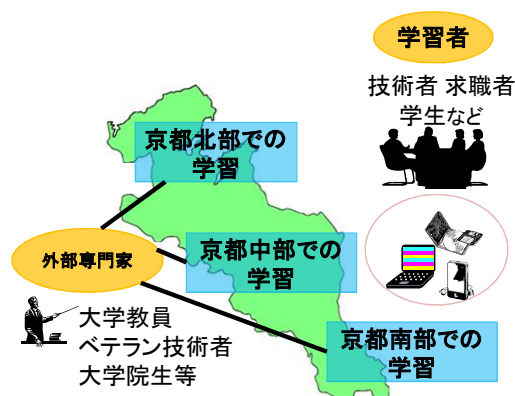 学習者
技術者 求職者
学生など
京都北部での
学習
京都中部での
学習
外部専門家
大学教員
ベテラン技術者
大学院生等
京都南部での
学習